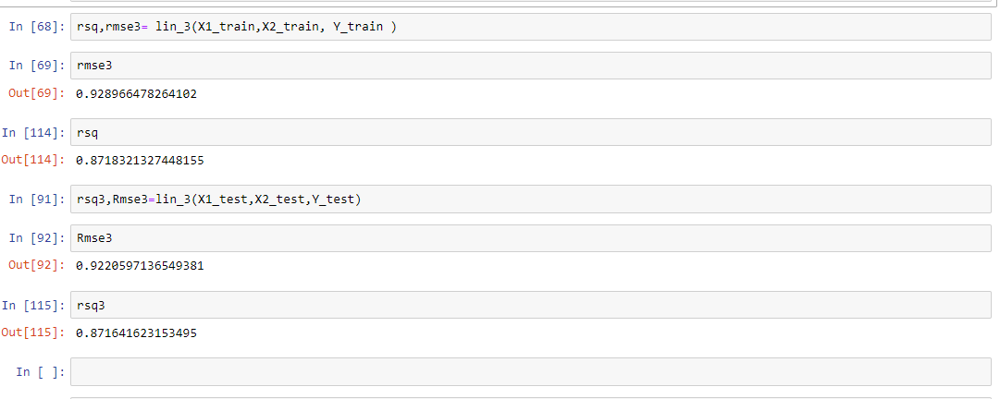 In [68]: rsq,rmse3= lin_3(X1_train,X2_train, Y_train )
In [69]: rmse3
Out[69]: 0.928966478264102
In [114]: rsq
Out[114]: 0.8718321327448155
In [91]: rsq3,Rmse3=lin_3(X1_test,X2_test,Y_test)
In [92]: Rmse3
Out[92]: 0.9220597136549381
In [115]: rsq3
Out[115]: 0.871641623153495
In [ ]: